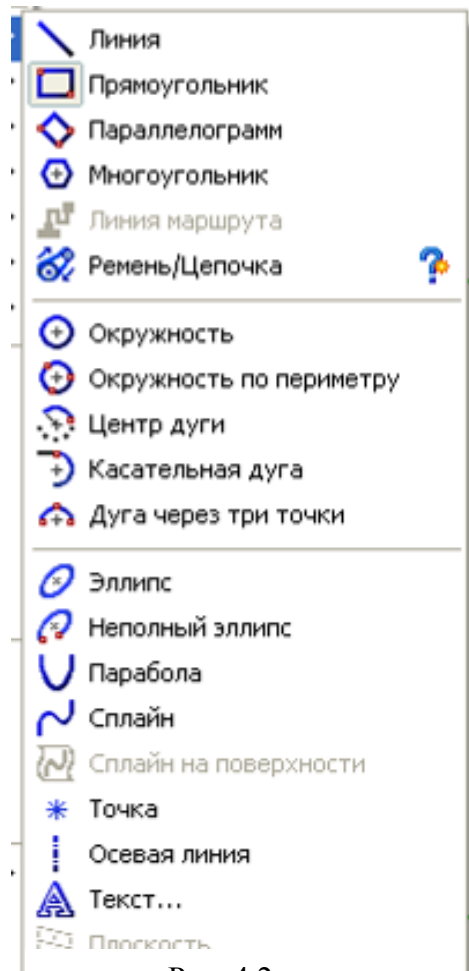 Линия
Прямоугольник
Параллелограмм
Многоугольник
Линия маршрута
Ремень/Цепочка
Окружность
Окружность по периметру
Центр дуги
Касательная дуга
Дуга через три точки
Эллипс
Неполный эллипс
Парабола
Сплайн
Сплайн на поверхности
Точка
Осевая линия
Текст...
Плоскость